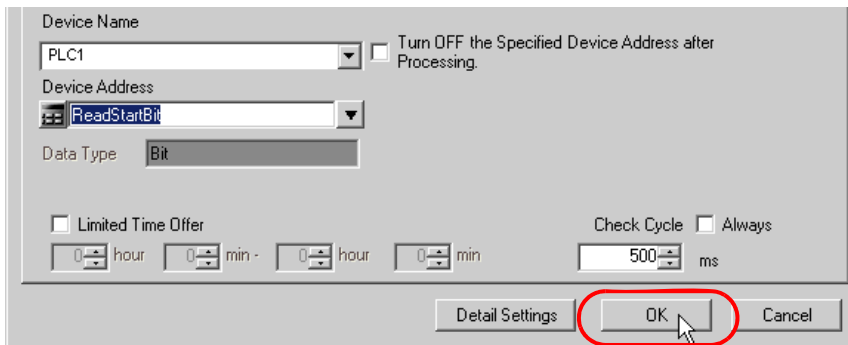 Device Name
PLC1
Turn OFF the Specified Device Address after
Processing.
Device Address
ReadStartBit
Data Type Bit
Limited Time Offer
Check Cycle Always
0 hour 0 min - 0 hour 0 min
500 ms
Detail Settings OK Cancel